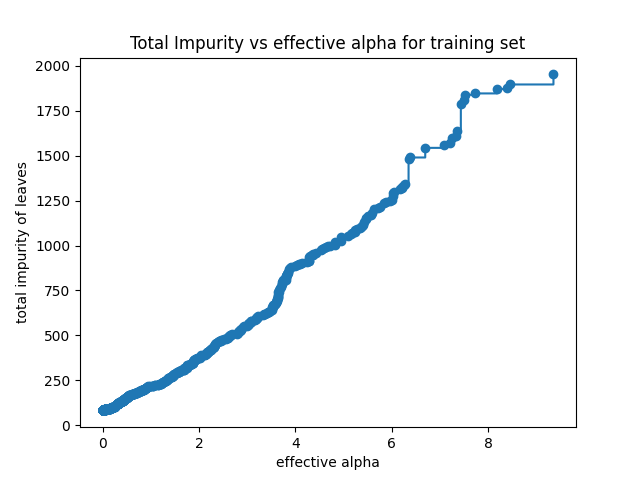 Total Impurity vs effective alpha for training set
total impurity of leaves
2000
1750
1500
1250
1000
750
500
250
0
0 2 4 6 8
effective alpha